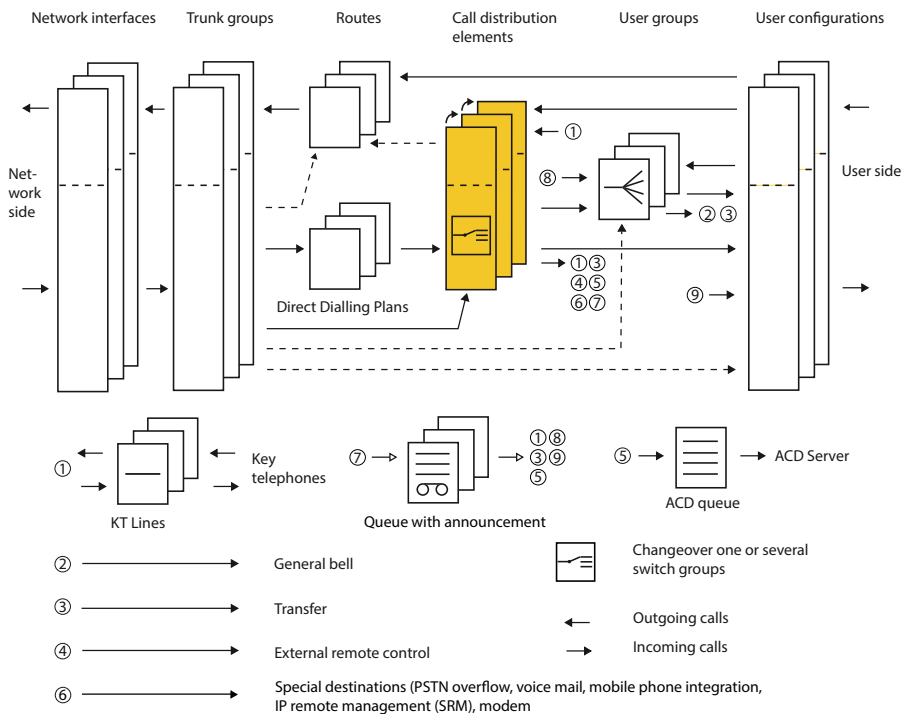 Network interfaces
Trunk groups
Routes
Call distribution
elements
User groups
User configurations
①
Net-
work
side
⑧
② ③
User side
Direct Dialling Plans
① ③
④ ⑤
⑥ ⑦
⑨
①
Key
telephones
KT Lines
⑦
① ⑧
③ ⑨
⑤
Queue with announcement
⑤
ACD Server
ACD queue
②
General bell
Changeover one or several
switch groups
③
Transfer
Outgoing calls
④
External remote control
Incoming calls
⑥
Special destinations (PSTN overflow, voice mail, mobile phone integration,
IP remote management (SRM), modem